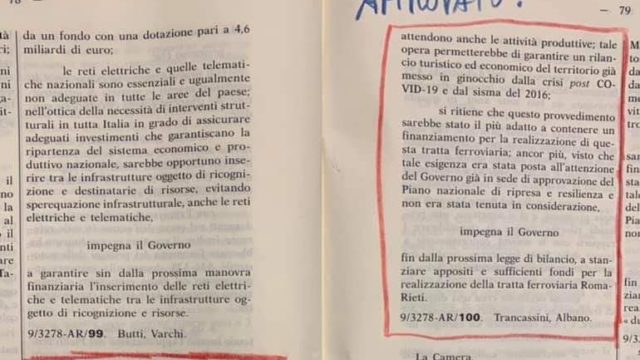 78 —
da un fondo con una dotazione pari a 4,6
miliardi di euro;
le reti elettriche e quelle telemati-
che nazionali sono essenziali e ugualmente
non adeguate in tutte le aree del paese;
nell'ottica della necessità di interventi strut-
turali in tutta Italia in grado di assicurare
adeguati investimenti che garantiscano la
ripartenza del sistema economico e pro-
duttivo nazionale, sarebbe opportuno inse-
rire tra le infrastrutture oggetto di ricogni-
zione e destinatarie di risorse, evitando
sperequazione infrastrutturale, anche le reti
elettriche e telematiche,
impegna il Governo
a garantire sin dalla prossima manovra
finanziaria l'inserimento delle reti elettri-
che e telematiche tra le infrastrutture og-
getto di ricognizione e risorse.
9/3278-AR/99. Butti, Varchi.
APPROVATO!
— 79
attendono anche le attività produttive; tale
opera permetterebbe di garantire un rilan-
cio turistico ed economico del territorio già
messo in ginocchio dalla crisi post CO-
VID-19 e dal sisma del 2016;
si ritiene che questo provvedimento
sarebbe stato il più adatto a contenere un
finanziamento per la realizzazione di que-
sta tratta ferroviaria; ancor più, visto che
tale esigenza era stata posta all'attenzione
del Governo già in sede di approvazione del
Piano nazionale di ripresa e resilienza e
non era stata tenuta in considerazione,
impegna il Governo
fin dalla prossima legge di bilancio, a stan-
ziare appositi e sufficienti fondi per la
realizzazione della tratta ferroviaria Roma-
Rieti.
9/3278-AR/100. Trancassini, Albano.
La Camera,